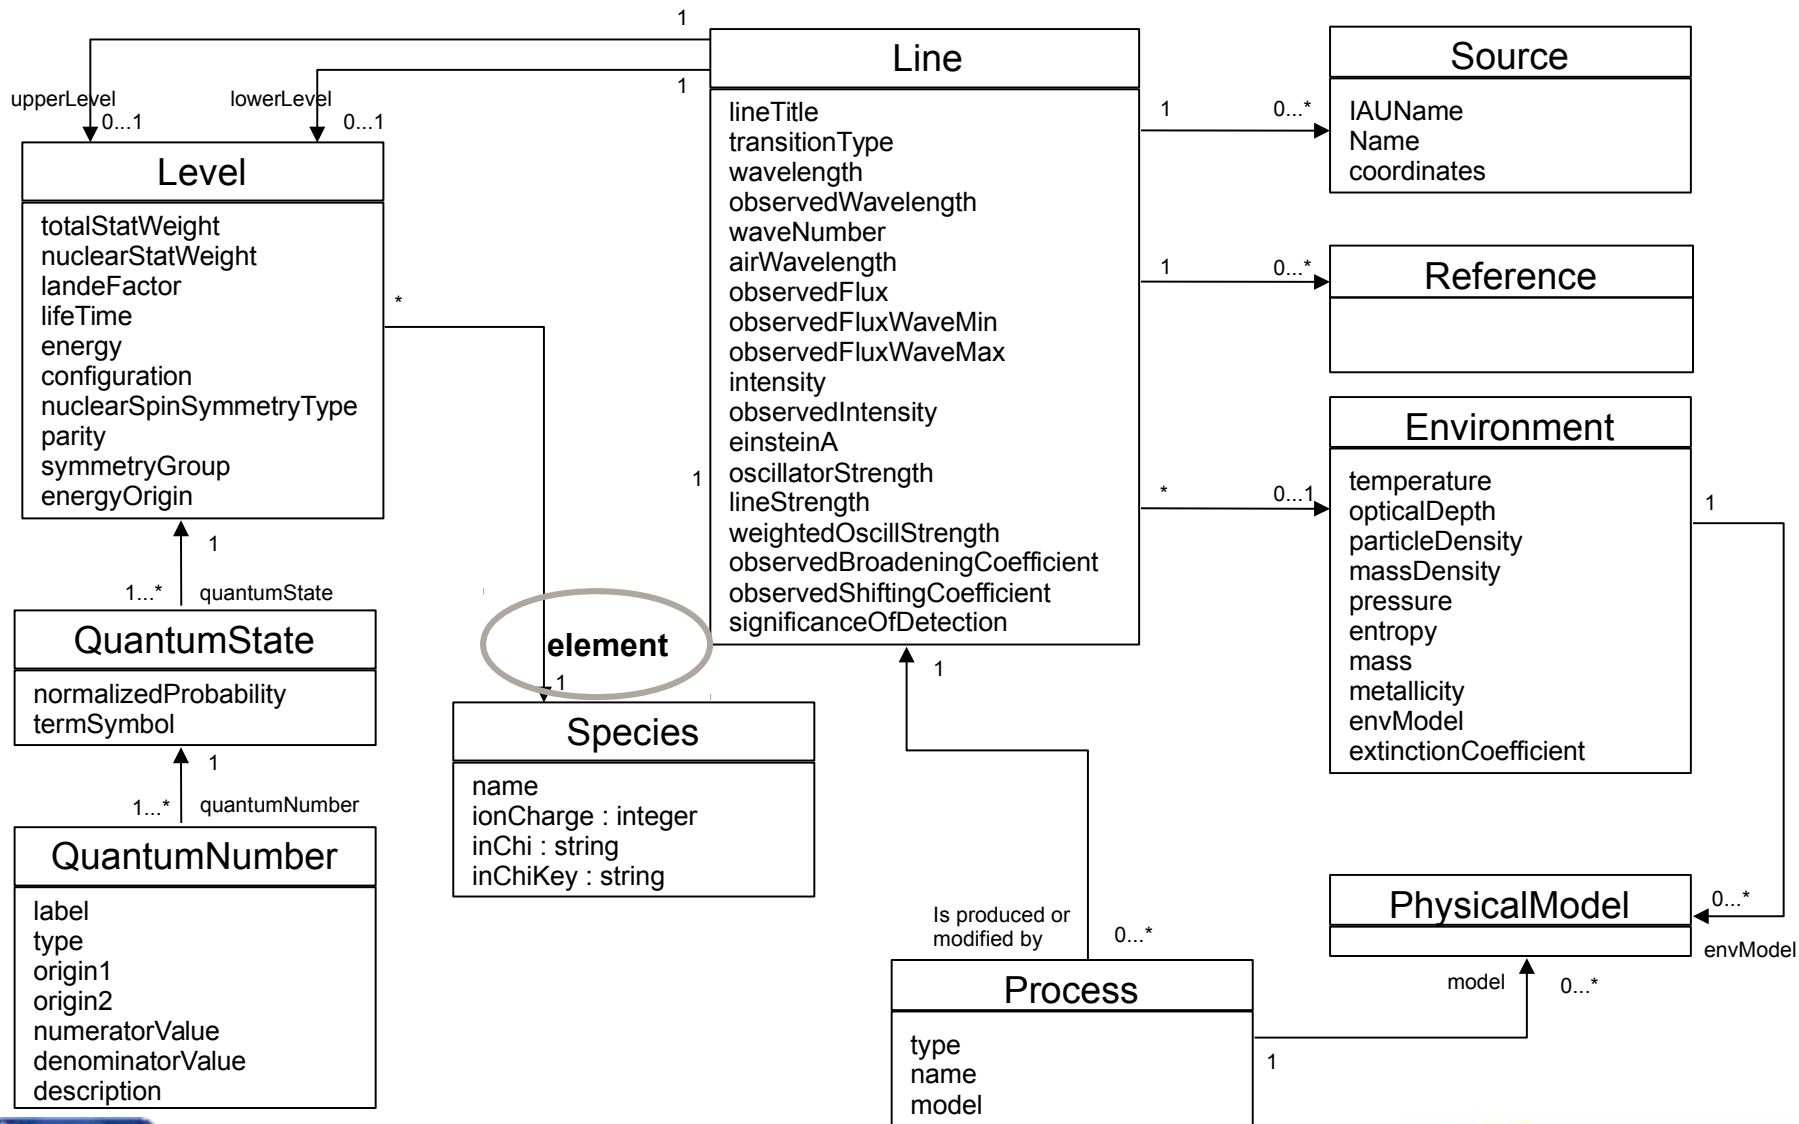 1
1
upperLevel
0...1
lowerLevel
0...1
Level
totalStatWeight
nuclearStatWeight
landeFactor
lifeTime
energy
configuration
nuclearSpinSymmetryType
parity
symmetryGroup
energyOrigin
*
1
1...*
quantumState
QuantumState
normalizedProbability
termSymbol
1
1...*
quantumNumber
QuantumNumber
label
type
origin1
origin2
numeratorValue
denominatorValue
description
element
1
Species
name
ionCharge : integer
inChi : string
inChiKey : string
Line
lineTitle
transitionType
wavelength
observedWavelength
waveNumber
airWavelength
observedFlux
observedFluxWaveMin
observedFluxWaveMax
intensity
observedIntensity
einsteinA
oscillatorStrength
lineStrength
weightedOscillStrength
observedBroadeningCoefficient
observedShiftingCoefficient
significanceOfDetection
1
1
Is produced or
modified by
0...*
Process
type
name
model
1
1
0...*
Source
IAUName
Name
coordinates
1
0...*
Reference
*
0...1
Environment
temperature
opticalDepth
particleDensity
massDensity
pressure
entropy
mass
metallicity
envModel
extinctionCoefficient
1
PhysicalModel
0...*
envModel
model
0...*